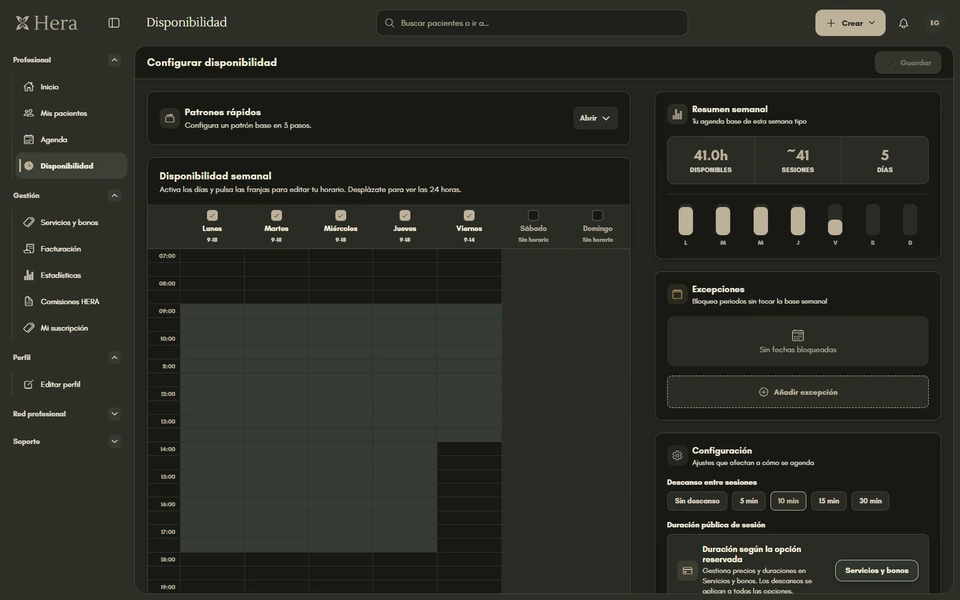 Hera
Disponibilidad
Buscar pacientes o ir a...
Crear
EG
Profesional
Inicio
Mis pacientes
Agenda
Disponibilidad
Gestión
Servicios y bonos
Facturación
Estadísticas
Comisiones HERA
Mi suscripción
Perfil
Editar perfil
Red profesional
Soporte
Configurar disponibilidad
Guardar
Patrones rápidos
Configura un patrón base en 3 pasos.
Abrir
Disponibilidad semanal
Activa los días y pulsa las franjas para editar tu horario. Desplázate para ver las 24 horas.
Lunes Martes Miércoles Jueves Viernes Sábado Domingo
9-18 9-18 9-18 9-18 9-14 Sin horario Sin horario
07:00
08:00
09:00
10:00
11:00
12:00
13:00
14:00
15:00
16:00
17:00
18:00
19:00
Resumen semanal
Tu agenda base de esta semana tipo
41.0h ~41 5
DISPONIBLES SESIONES DÍAS
L M M J V S D
Excepciones
Bloquea periodos sin tocar la base semanal
Sin fechas bloqueadas
Añadir excepción
Configuración
Ajustes que afectan a cómo se agenda
Descanso entre sesiones
Sin descanso 5 min 10 min 15 min 30 min
Duración pública de sesión
Duración según la opción
reservada
Gestiona precios y duraciones en
Servicios y bonos. Los descansos se
aplican a todas las opciones.
Servicios y bonos